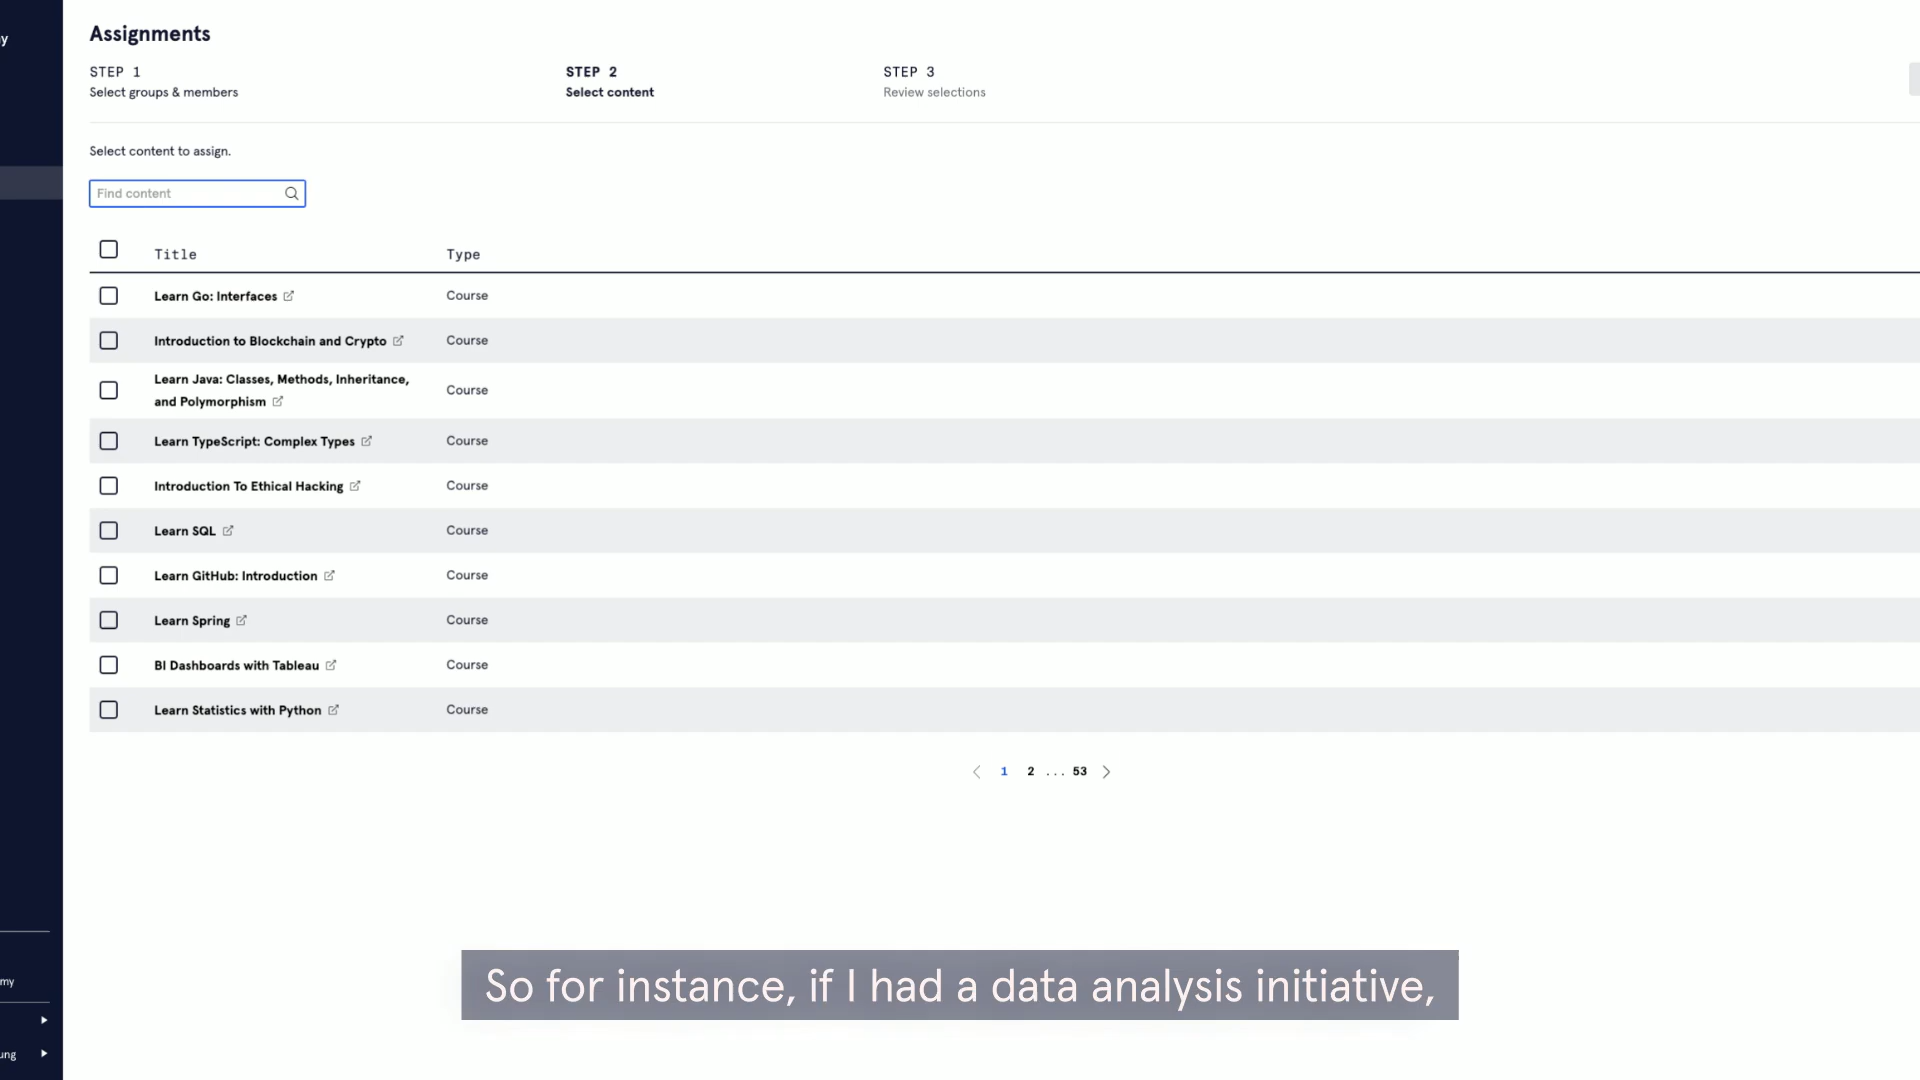 y
Assignments
STEP 1
Select groups & members
STEP 2
Select content
STEP 3
Review selections
Select content to assign.
Find content
Title Type
Learn Go: Interfaces Course
Introduction to Blockchain and Crypto Course
Learn Java: Classes, Methods, Inheritance,
and Polymorphism Course
Learn TypeScript: Complex Types Course
Introduction To Ethical Hacking Course
Learn SQL Course
Learn GitHub: Introduction Course
Learn Spring Course
BI Dashboards with Tableau Course
Learn Statistics with Python Course
1 2 ... 53
my
ung
So for instance, if I had a data analysis initiative,